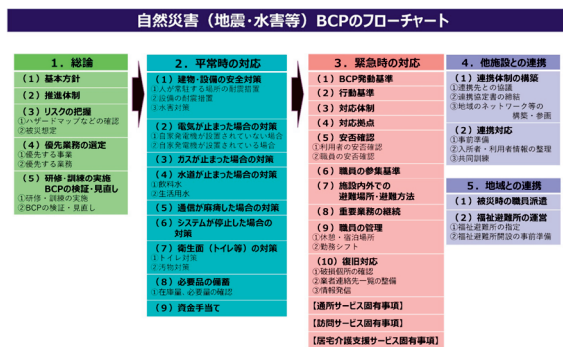 自然災害（地震・水害等）BCPのフローチャート
１．総論
（１）基本方針
（２）推進体制
（３）リスクの把握
①ハザードマップなどの確認
②被災想定
（４）優先業務の選定
①優先する事業
②優先する業務
（５）研修・訓練の実施
BCPの検証・見直し
①研修・訓練の実施
②BCPの検証・見直し
２．平常時の対応
（１）建物・設備の安全対策
①人が常駐する場所の耐震措置
②設備の耐震措置
③水害対策
（２）電気が止まった場合の対策
①自家発電機が設置されていない場合
②自家発電機が設置されている場合
（３）ガスが止まった場合の対策
（４）水道が止まった場合の対策
①飲料水
②生活用水
（５）通信が麻痺した場合の対策
（６）システムが停止した場合の
対策
（７）衛生面（トイレ等）の対策
①トイレ対策
②汚物対策
（８）必要品の備蓄
①在庫量、必要量の確認
（９）資金手当て
３．緊急時の対応
（１）BCP発動基準
（２）行動基準
（３）対応体制
（４）対応拠点
（５）安否確認
①利用者の安否確認
②職員の安否確認
（６）職員の参集基準
（７）施設内外での
避難場所・避難方法
（８）重要業務の継続
（９）職員の管理
①休憩・宿泊場所
②勤務シフト
（10）復旧対応
①破損個所の確認
②業者連絡先一覧の整備
③情報発信
【通所サービス固有事項】
【訪問サービス固有事項】
【居宅介護支援サービス固有事項】
４．他施設との連携
（１）連携体制の構築
①連携先との協議
②連携協定書の締結
③地域のネットワーク等の
構築・参画
（２）連携対応
①事前準備
②入所者・利用者情報の整理
③共同訓練
５．地域との連携
（１）被災時の職員派遣
（２）福祉避難所の運営
①福祉避難所の指定
②福祉避難所開設の事前準備